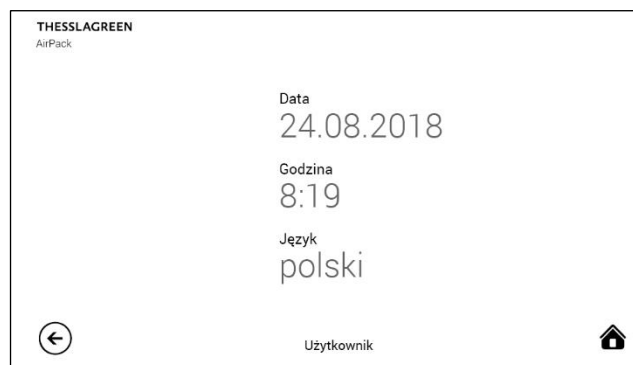 THESSLAGREEN
AirPack
Data
24.08.2018
Godzina
8:19
Język
polski
Użytkownik